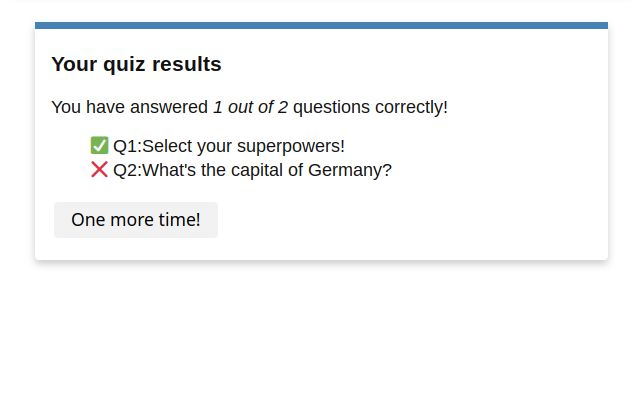 Your quiz results
You have answered 1 out of 2 questions correctly!
✅ Q1:Select your superpowers!
❌ Q2:What's the capital of Germany?
One more time!